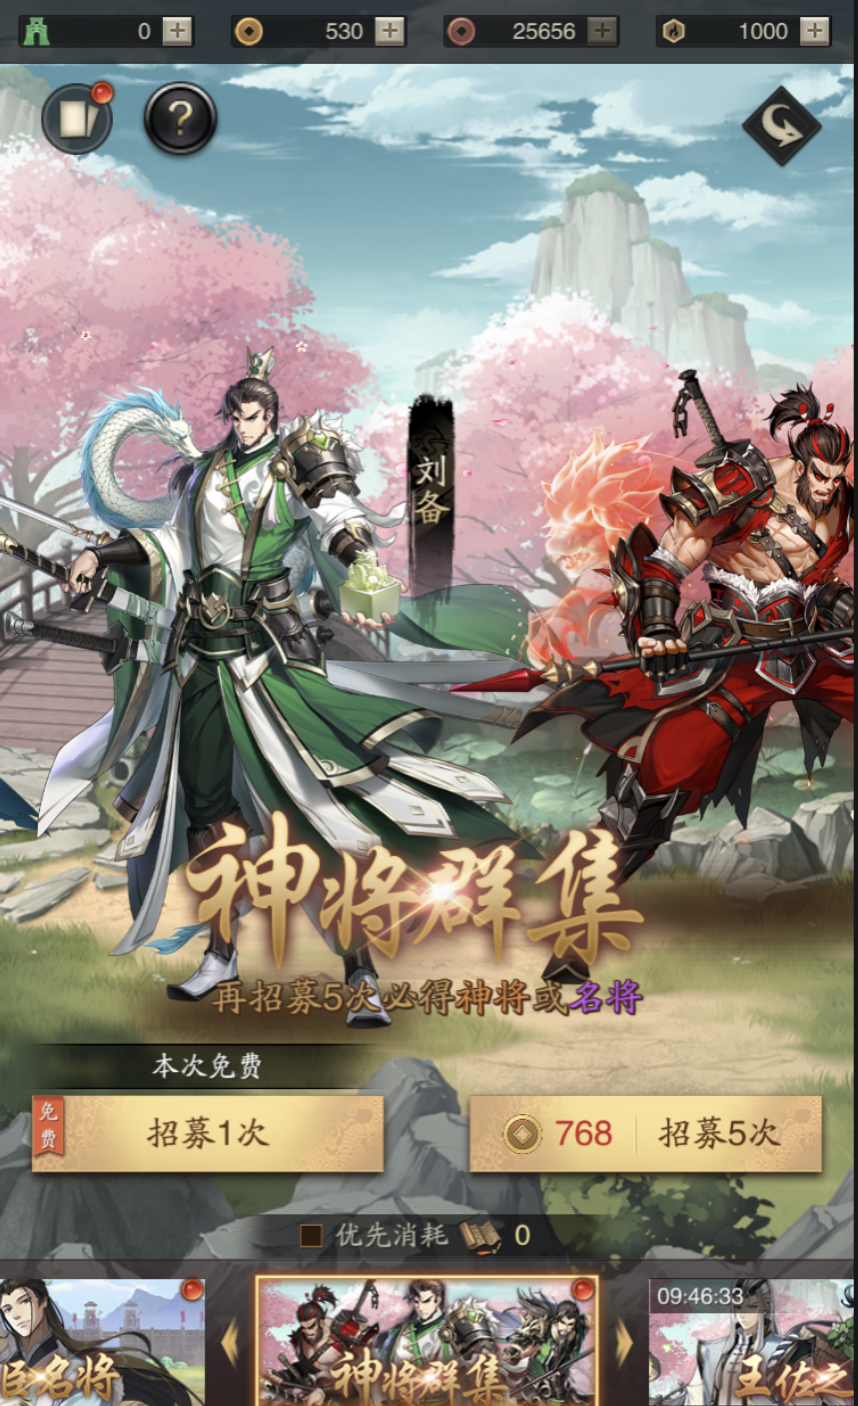 0
530
25656
1000
?
刘备
神将群集
再招募5次必得神将或名将
本次免费
免费
招募1次
768
招募5次
优先消耗
0
臣名将
神将群集
09:46:33
王佐之